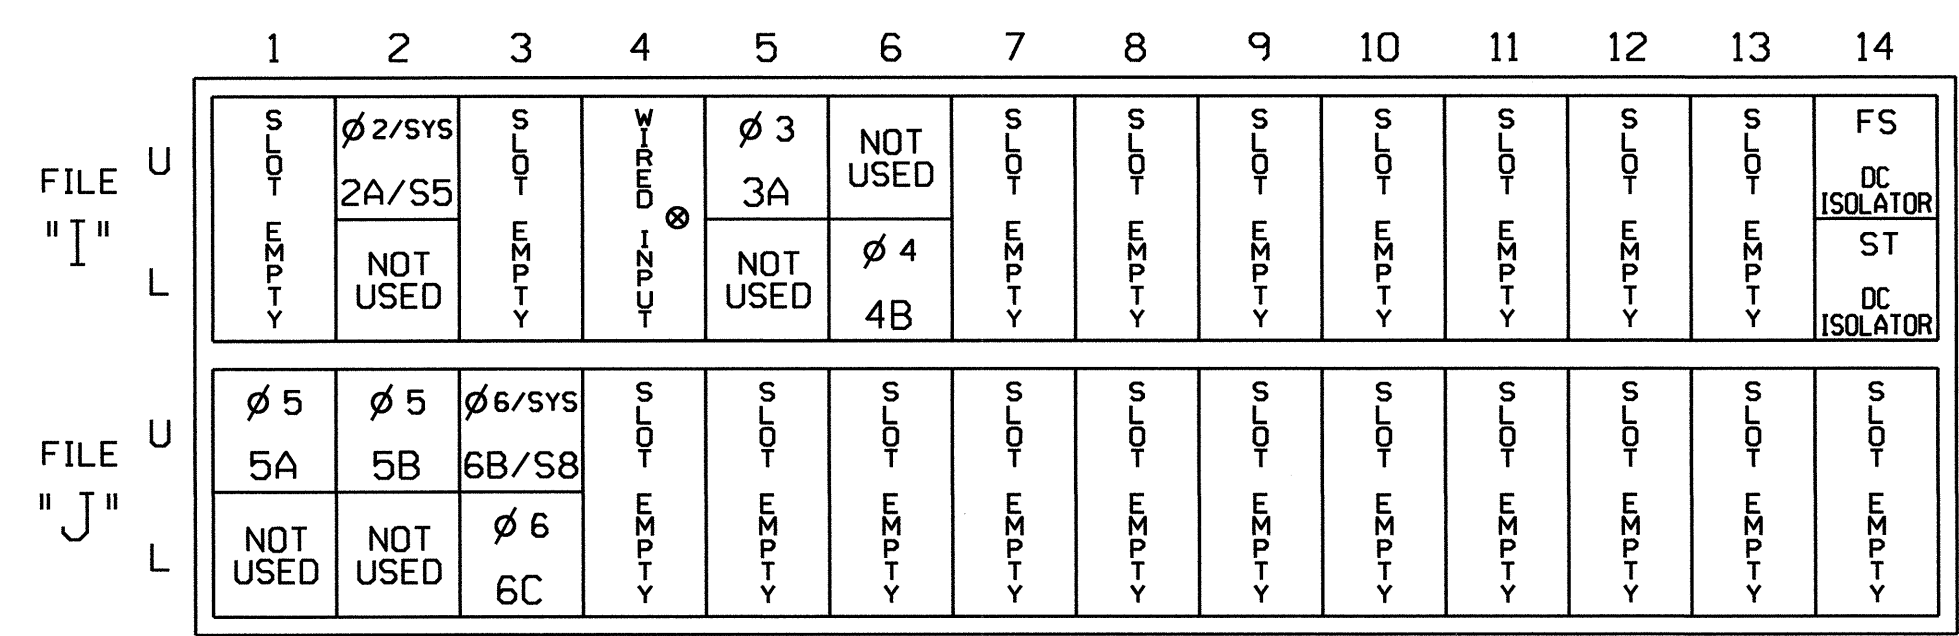 1 2 3 4 5 6 7 8 9 10 11 12 13 14
FILE "I"
U
L
SLOT EMPTY
Ø 2/SYS
2A/S5
NOT USED
SLOT EMPTY
WIRED INPUT
Ø 3
3A
NOT USED
NOT USED
Ø 4
4B
SLOT EMPTY
SLOT EMPTY
SLOT EMPTY
SLOT EMPTY
SLOT EMPTY
SLOT EMPTY
SLOT EMPTY
FS
DC
ISOLATOR
ST
DC
ISOLATOR
FILE "J"
U
L
Ø 5
5A
NOT USED
Ø 5
5B
NOT USED
Ø 6/SYS
6B/S8
Ø 6
6C
SLOT EMPTY
SLOT EMPTY
SLOT EMPTY
SLOT EMPTY
SLOT EMPTY
SLOT EMPTY
SLOT EMPTY
SLOT EMPTY
SLOT EMPTY
SLOT EMPTY
SLOT EMPTY